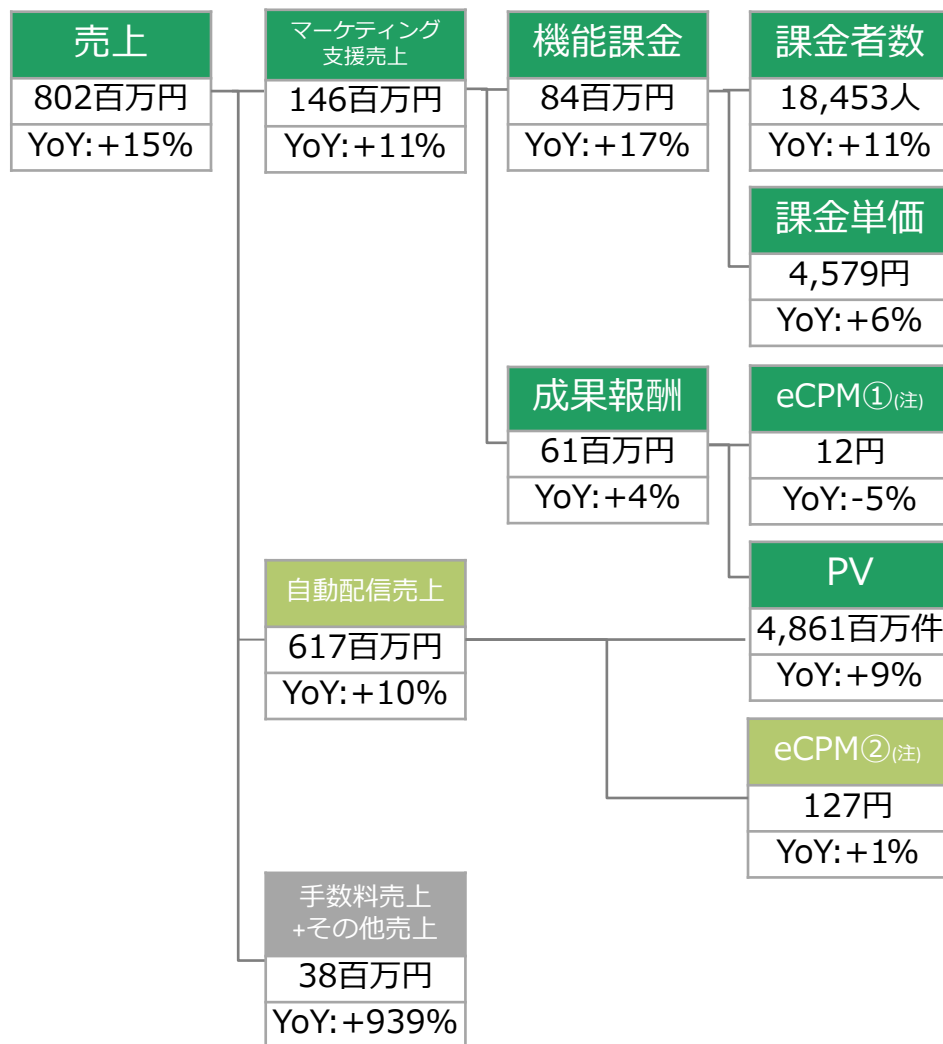 売上
802百万円
YoY:+15%
マーケティング
支援売上
146百万円
YoY:+11%
機能課金
84百万円
YoY:+17%
課金者数
18,453人
YoY:+11%
課金単価
4,579円
YoY:+6%
成果報酬
61百万円
YoY:+4%
eCPM①(注)
12円
YoY:-5%
PV
4,861百万件
YoY:+9%
自動配信売上
617百万円
YoY:+10%
eCPM②(注)
127円
YoY:+1%
手数料売上
+その他売上
38百万円
YoY:+939%